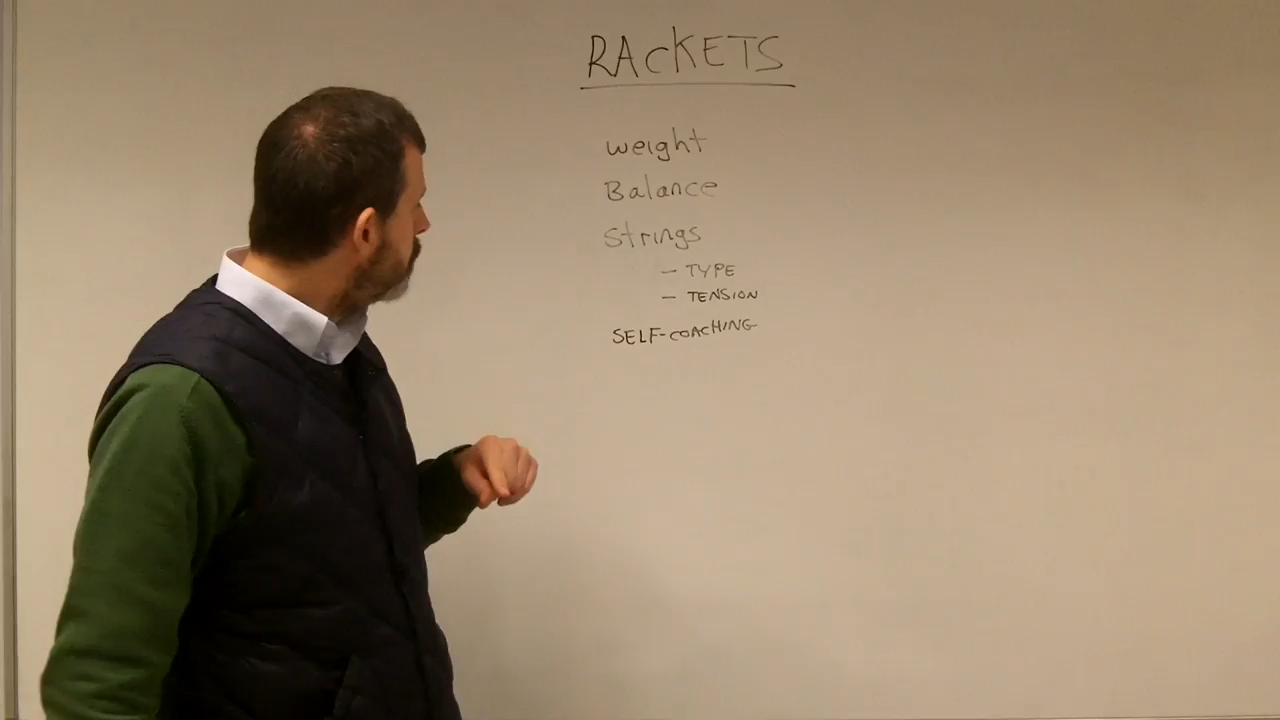 RACKETS
weight
Balance
Strings
- TYPE
- TENSION
SELF-COACHING